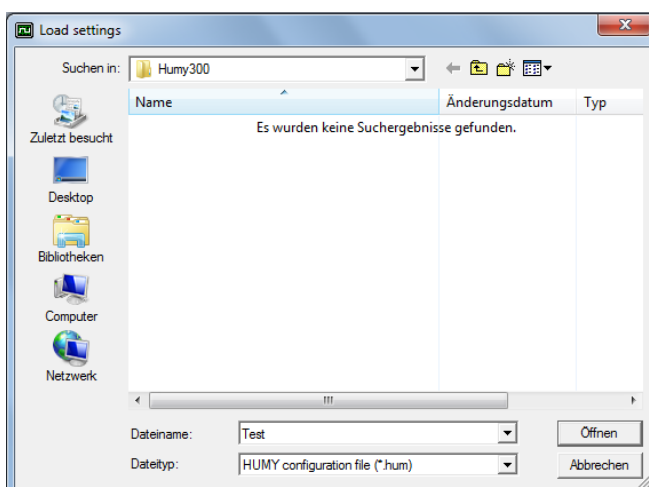 Load settings
Suchen in: Humy300
Name Änderungsdatum Typ
Es wurden keine Suchergebnisse gefunden.
Zuletzt besucht
Desktop
Bibliotheken
Computer
Netzwerk
Dateiname: Test Öffnen
Dateityp: HUMY configuration file (*.hum) Abbrechen